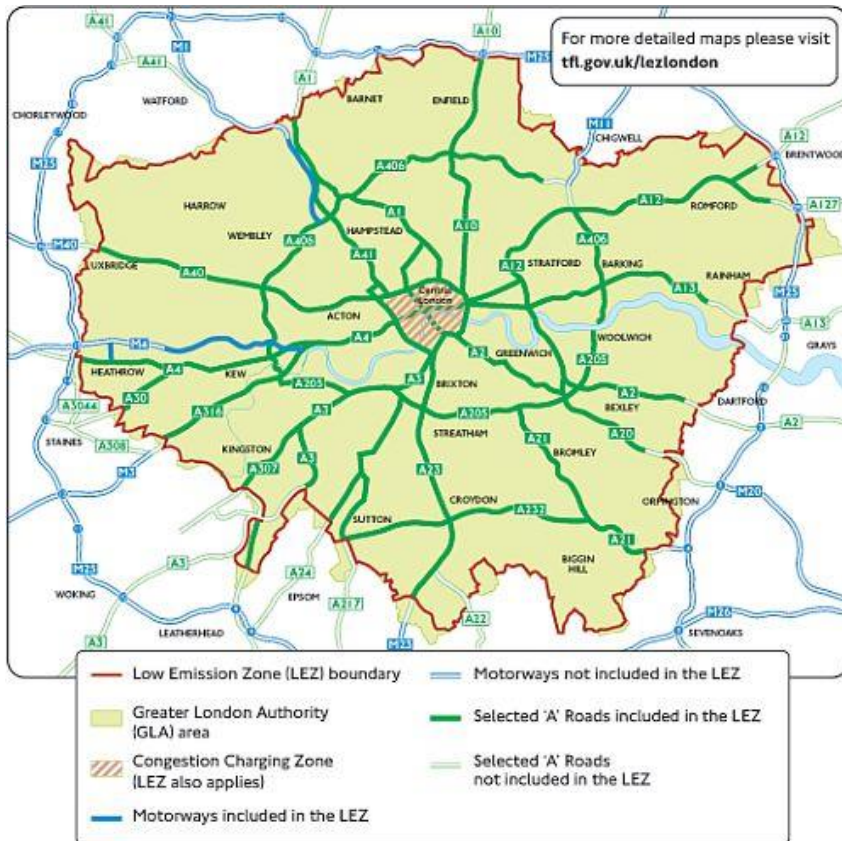 A41
A10
M25
For more detailed maps please visit
tfl.gov.uk/lezlondon
M1
A41
A1
WATFORD
BARNET
ENFIELD
CHORLEYWOOD
M11
CHIGWELL
A12
BRENTWOOD
M25
A406
HARROW
A12
ROMFORD
A127
A1
WEMBLEY
HAMPSTEAD
A10
A406
M40
A406
A41
A12
STRATFORD
BARKING
UXBRIDGE
RAINHAM
A40
A13
Central
London
M25
ACTON
A13
A4
WOOLWICH
M4
GREENWICH
GRAYS
HEATHROW
A4
KEW
A2
A205
A3
BRIXTON
A205
A30
A3
A2
DARTFORD
A3044
A316
A205
BEXLEY
STAINES
STREATHAM
A20
A2
A308
KINGSTON
A21
M3
A307
A3
A23
BROMLEY
M20
CROYDON
ORPINGTON
SUTTON
A232
A21
M25
BIGGIN
HILL
A3
A24
WOKING
EPSOM
A217
A22
M26
LEATHERHEAD
A3
M23
SEVENOAKS
Low Emission Zone (LEZ) boundary
Motorways not included in the LEZ
Greater London Authority
(GLA) area
Selected 'A' Roads included in the LEZ
Congestion Charging Zone
(LEZ also applies)
Selected 'A' Roads
not included in the LEZ
Motorways included in the LEZ